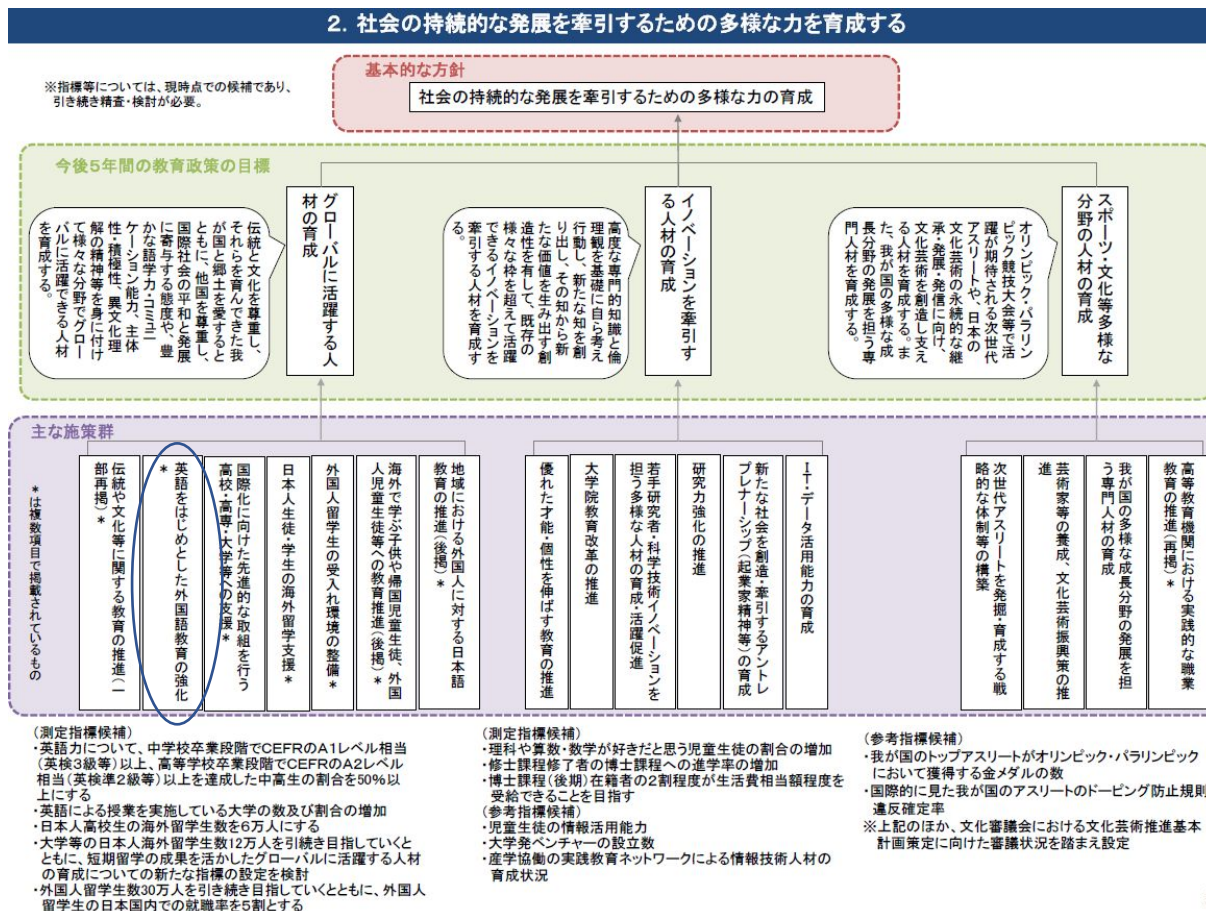 2．社会の持続的な発展を牽引するための多様な力を育成する
※指標等については、現時点での候補であり、
引き続き精査・検討が必要。
基本的な方針
社会の持続的な発展を牽引するための多様な力の育成
今後5年間の教育政策の目標
グローバルに活躍する人
材の育成
伝統と文化を尊重し、
それらを育んできた我
が国と郷土を愛すると
ともに、他国を尊重し、
国際社会の平和と発展
に寄与する態度や、豊
かな語学力・コミュニ
ケーション能力、主体
性・積極性、異文化理
解の精神等を身に付け
て様々な分野でグロー
バルに活躍できる人材
を育成する。
イノベーションを牽引す
る人材の育成
高度な専門的知識と倫
理観を基礎に自ら考え
行動し、新たな知を創
り出し、その知から新
たな価値を生み出す創
造性を有して、既存の
様々な枠を超えて活躍
できるイノベーションを
牽引する人材を育成す
る。
スポーツ・文化等多様な
分野の人材の育成
オリンピック・パラリン
ピック競技大会等で活
躍が期待される次世代
アスリートや、日本の
文化芸術の永続的な継
承・発展・発信に向け、
文化芸術を創造し支え
る人材を育成する。ま
た、我が国の多様な成
長分野の発展を担う専
門人材を育成する。
主な施策群
＊は複数項目で掲載されているもの
伝統や文化等に関する教育の推進(一
部再掲)＊
英語をはじめとした外国語教育の強化
＊
国際化に向けた先進的な取組を行う
高校・高専・大学等への支援＊
日本人生徒・学生の海外留学支援＊
外国人留学生の受入れ環境の整備＊
海外で学ぶ子供や帰国児童生徒、外国
人児童生徒等への教育推進(後掲)＊
地域における外国人に対する日本語
教育の推進(後掲)＊
優れた才能・個性を伸ばす教育の推進
大学院教育改革の推進
若手研究者・科学技術イノベーションを
担う多様な人材の育成・活躍促進
研究力強化の推進
新たな社会を創造・牽引するアントレ
プレナーシップ(起業家精神等)の育成
IT・データ活用能力の育成
次世代アスリートを発掘・育成する戦
略的な体制等の構築
芸術家等の養成、文化芸術振興策の推
進
我が国の多様な成長分野の発展を担
う専門人材の育成
高等教育機関における実践的な職業
教育の推進(再掲)＊
(測定指標候補)
・英語力について、中学校卒業段階でCEFRのA1レベル相当
(英検3級等)以上、高等学校卒業段階でCEFRのA2レベル
相当(英検準2級等)以上を達成した中高生の割合を50%以
上にする
・英語による授業を実施している大学の数及び割合の増加
・日本人高校生の海外留学生数を6万人にする
・大学等の日本人海外留学生数12万人を引続き目指していくと
ともに、短期留学の成果を活かしたグローバルに活躍する人材
の育成についての新たな指標の設定を検討
・外国人留学生数30万人を引き続き目指していくとともに、外国人
留学生の日本国内での就職率を5割とする
(測定指標候補)
・理科や算数・数学が好きだと思う児童生徒の割合の増加
・修士課程修了者の博士課程への進学率の増加
・博士課程(後期)在籍者の2割程度が生活費相当額程度を
受給できることを目指す
(参考指標候補)
・児童生徒の情報活用能力
・大学発ベンチャーの設立数
・産学協働の実践教育ネットワークによる情報技術人材の
育成状況
(参考指標候補)
・我が国のトップアスリートがオリンピック・パラリンピック
において獲得する金メダルの数
・国際的に見た我が国のアスリートのドーピング防止規則
違反確定率
※上記のほか、文化審議会における文化芸術推進基本
計画策定に向けた審議状況を踏まえ設定